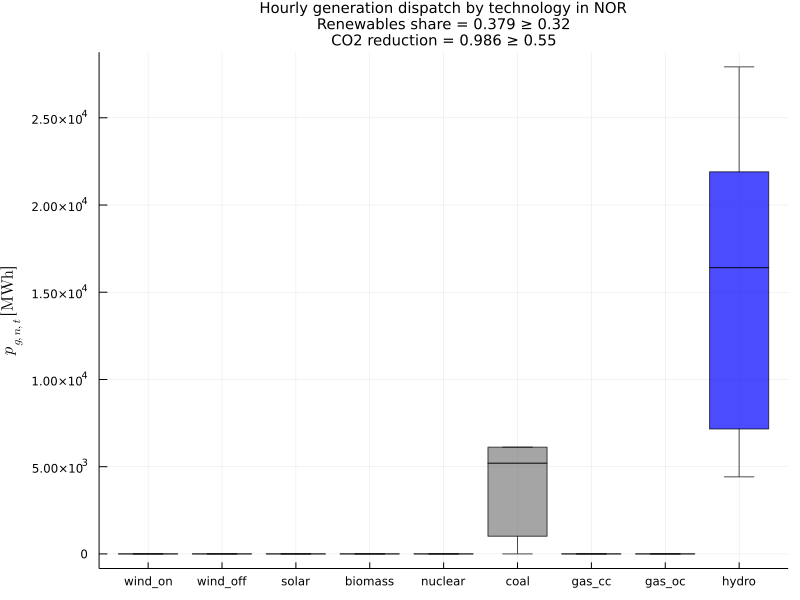 Hourly generation dispatch by technology in NOR
Renewables share = 0.379 ≥ 0.32
CO2 reduction = 0.986 ≥ 0.55
p_{g,n,t} [MWh]
2.50×10⁴
2.00×10⁴
1.50×10⁴
1.00×10⁴
5.00×10³
0
wind_on wind_off solar biomass nuclear coal gas_cc gas_oc hydro